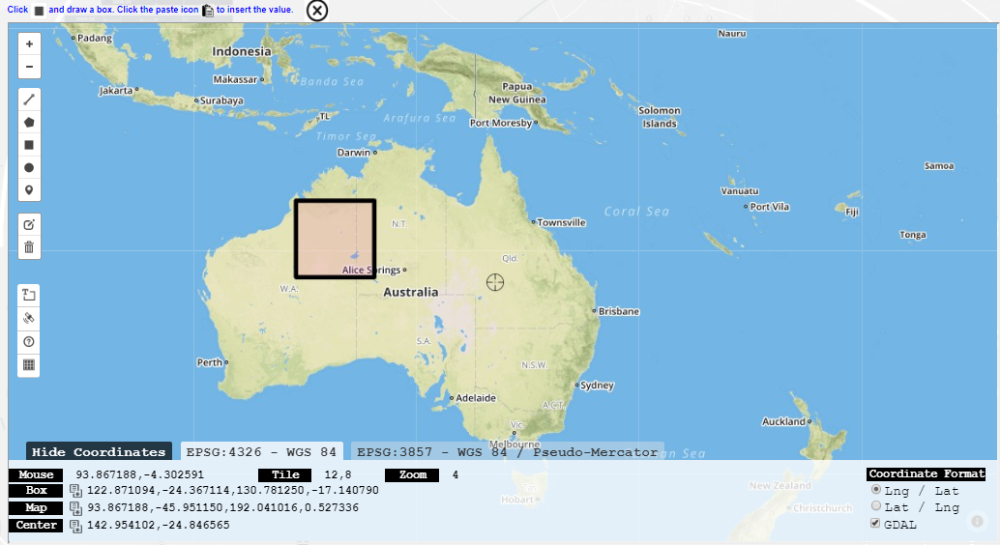 Click and draw a box. Click the paste icon to insert the value.
Padang
Indonesia
Nauru
Makassar
Banda Sea
Jakarta
Surabaya
Papua
New Guinea
TL
Arafura Sea
Port Moresby
Solomon
Islands
Timor Sea
Darwin
Samoa
Vanuatu
Port Vila
Coral Sea
Fiji
N.T.
Townsville
Tonga
Qld.
Alice Springs
W.A.
Australia
Brisbane
S.A.
Perth
N.S.W.
Sydney
Adelaide
A.C.T.
Auckland
Vic.
Melbourne
Hide Coordinates EPSG:4326 - WGS 84 EPSG:3857 - WGS 84 / Pseudo-Mercator
an Sea
Mouse 93.867188,-4.302591 Tile 12,8 Zoom 4
Coordinate Format
Box 122.871094,-24.367114,130.781250,-17.140790
Lng / Lat
New Zealand
Hobart
Map 93.867188,-45.951150,192.041016,0.527336
Lat / Lng
Christchurch
Center 142.954102,-24.846565
GDAL